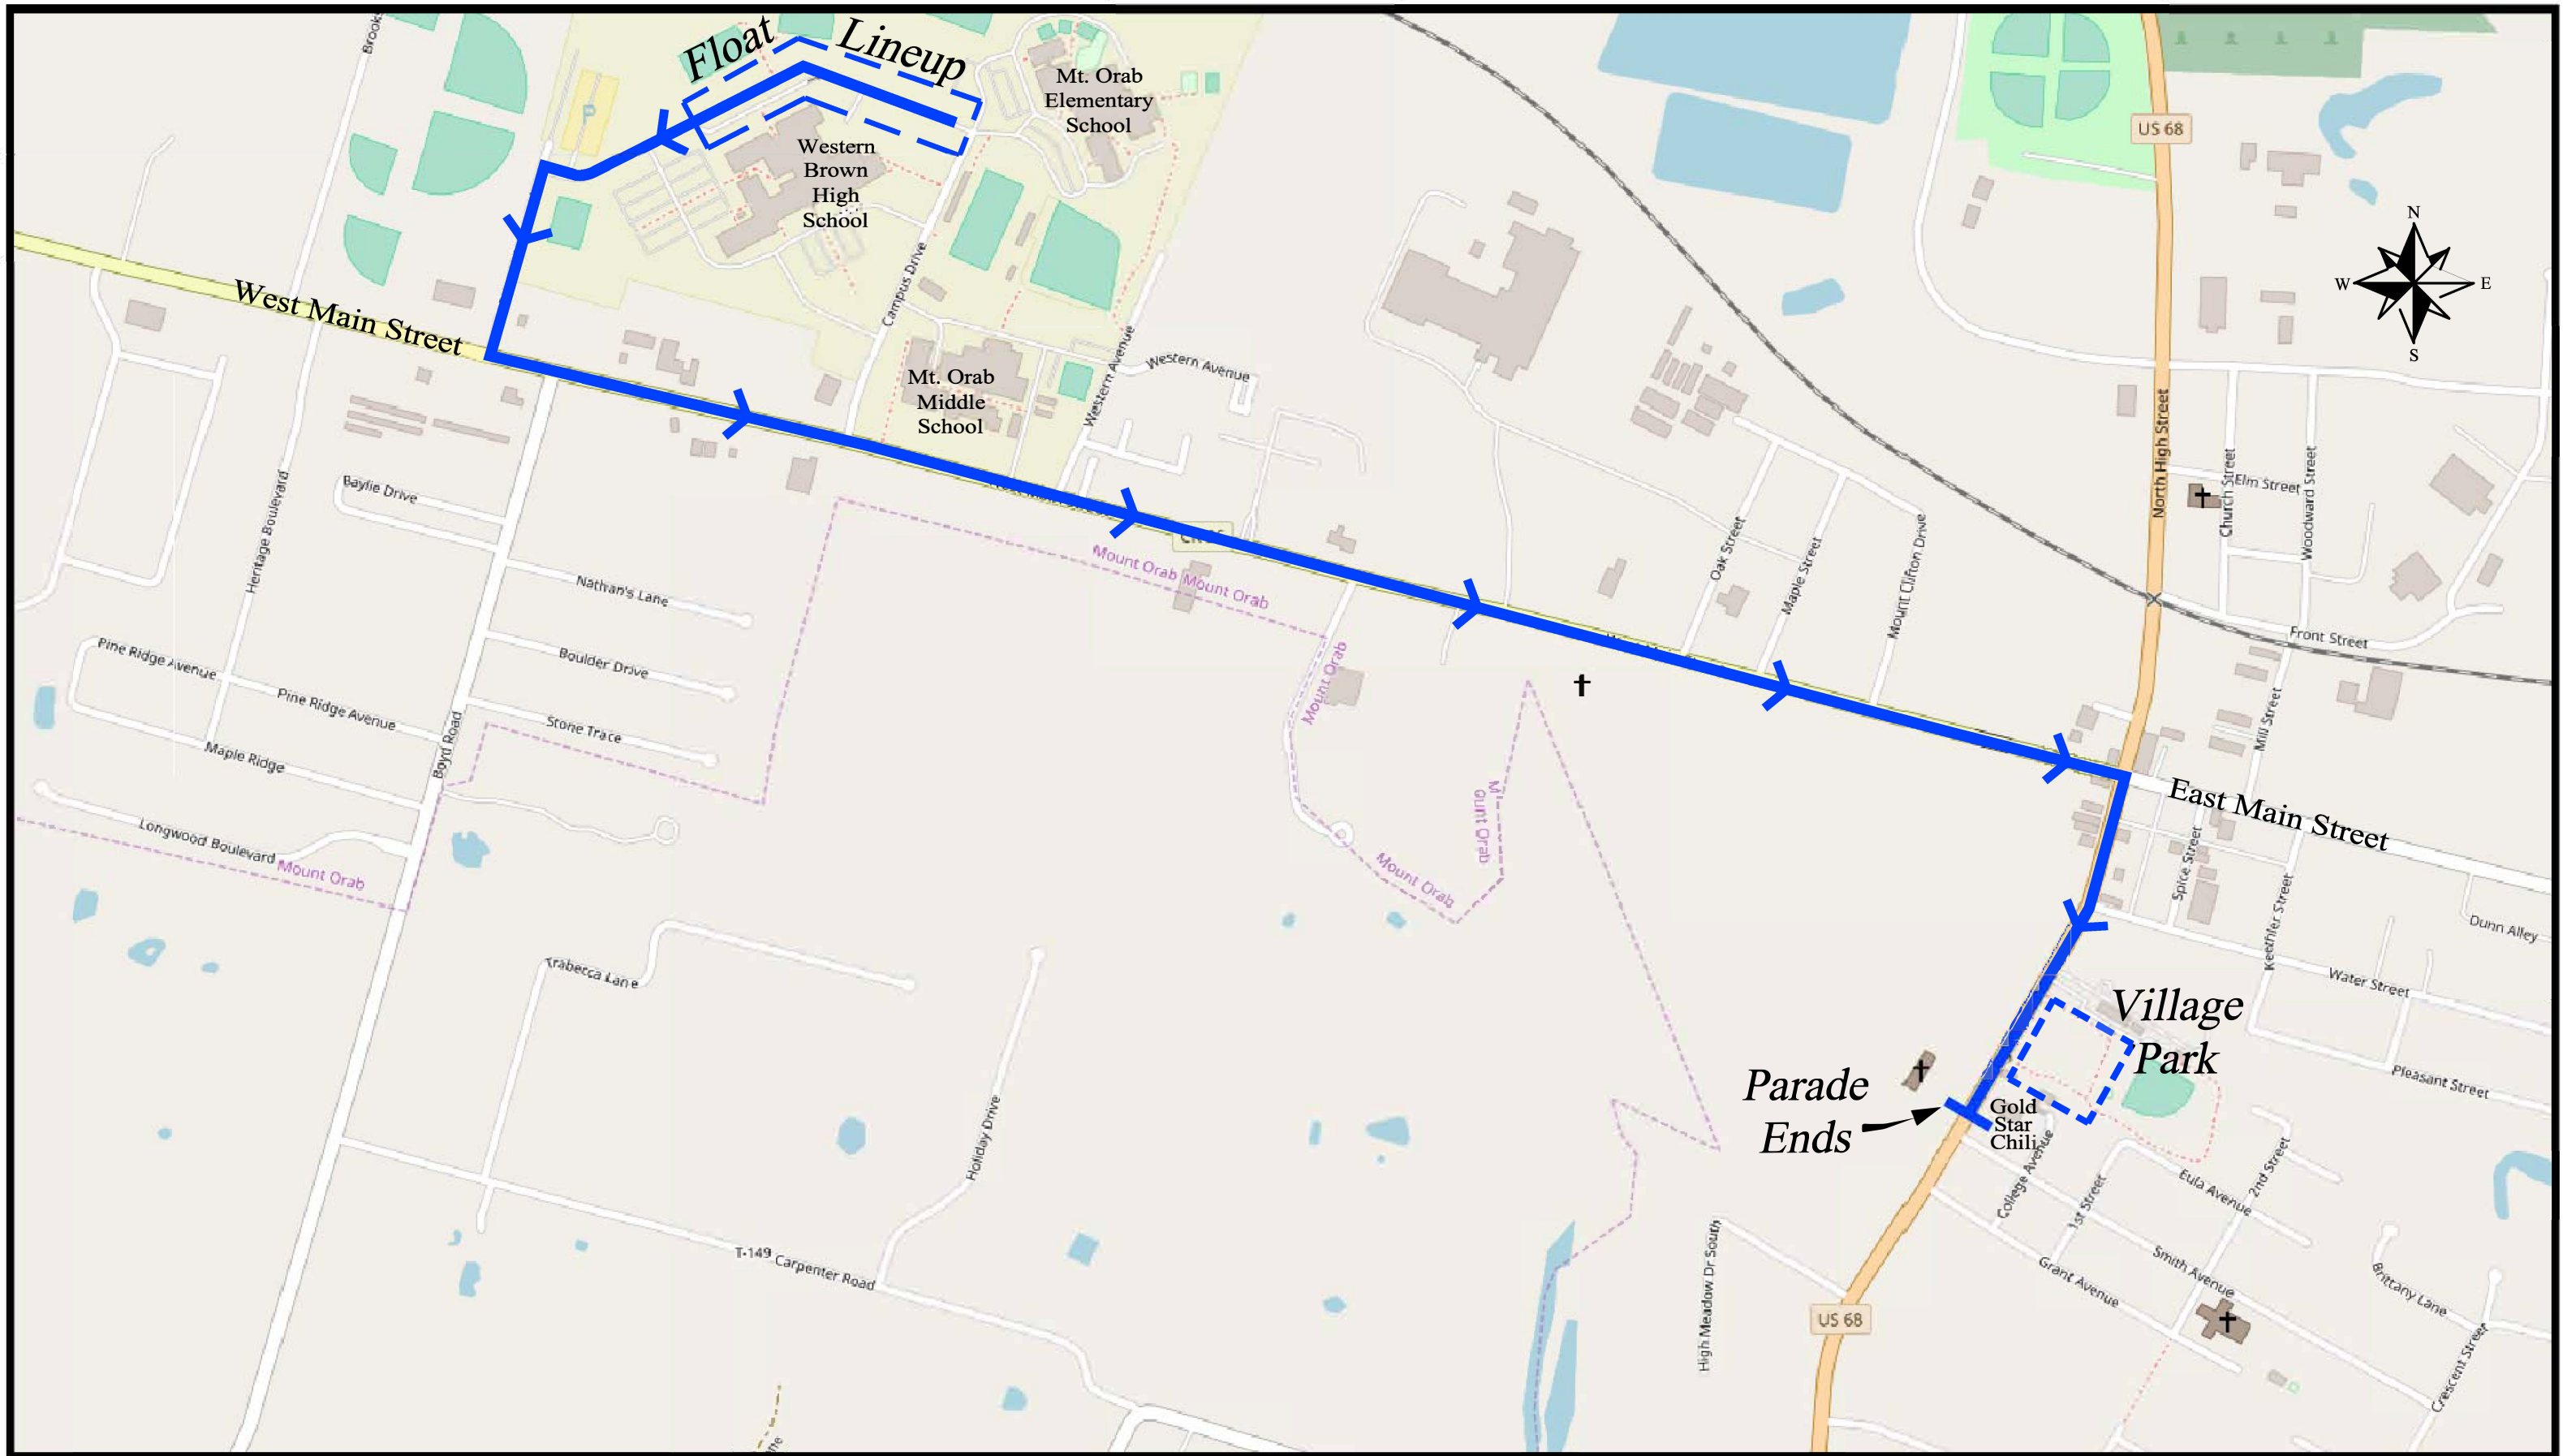 Float
Lineup
Mt. Orab
Elementary
School
Western
Brown
High
School
P
US 68
N
W
E
S
West Main Street
Campus Drive
Western Avenue
Western Avenue
Mt. Orab
Middle
School
North High Street
Church Street
Elm Street
Woodward Street
Heritage Boulevard
Baylie Drive
Nathan's Lane
Boulder Drive
Stone Trace
Mount Orab
Mount Orab
Mount Orab
Mount Orab
Mount Orab
Mount Orab
Oak Street
Maple Street
Mount Clifton Drive
Front Street
Mill Street
Pine Ridge Avenue
Pine Ridge Avenue
Maple Ridge
Boyd Road
Longwood Boulevard
East Main Street
Spice Street
Keethler Street
Dunn Alley
Water Street
Trabecca Lane
Holiday Drive
Village
Park
Pleasant Street
Parade
Ends
Gold
Star
Chili
College Avenue
1st Street
2nd Street
Eula Avenue
Smith Avenue
Grant Avenue
Brittany Lane
Crescent Street
T-149 Carpenter Road
High Meadow Dr South
US 68